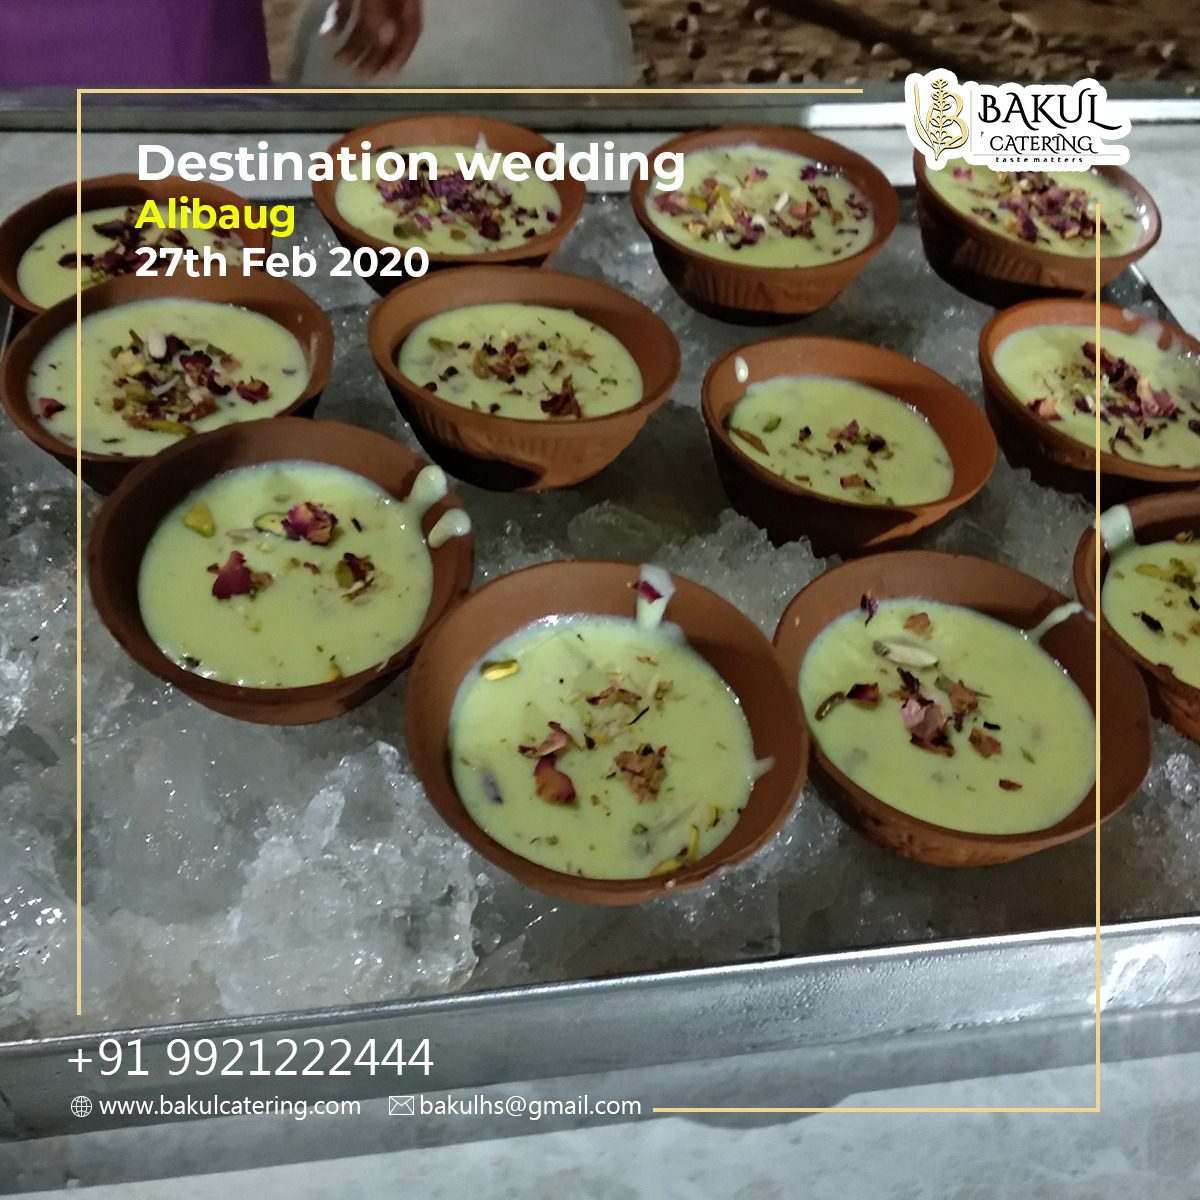 BAKUL
CATERING
taste matters
Destination wedding
Alibaug
27th Feb 2020
+91 9921222444
www.bakulcatering.com bakulhs@gmail.com